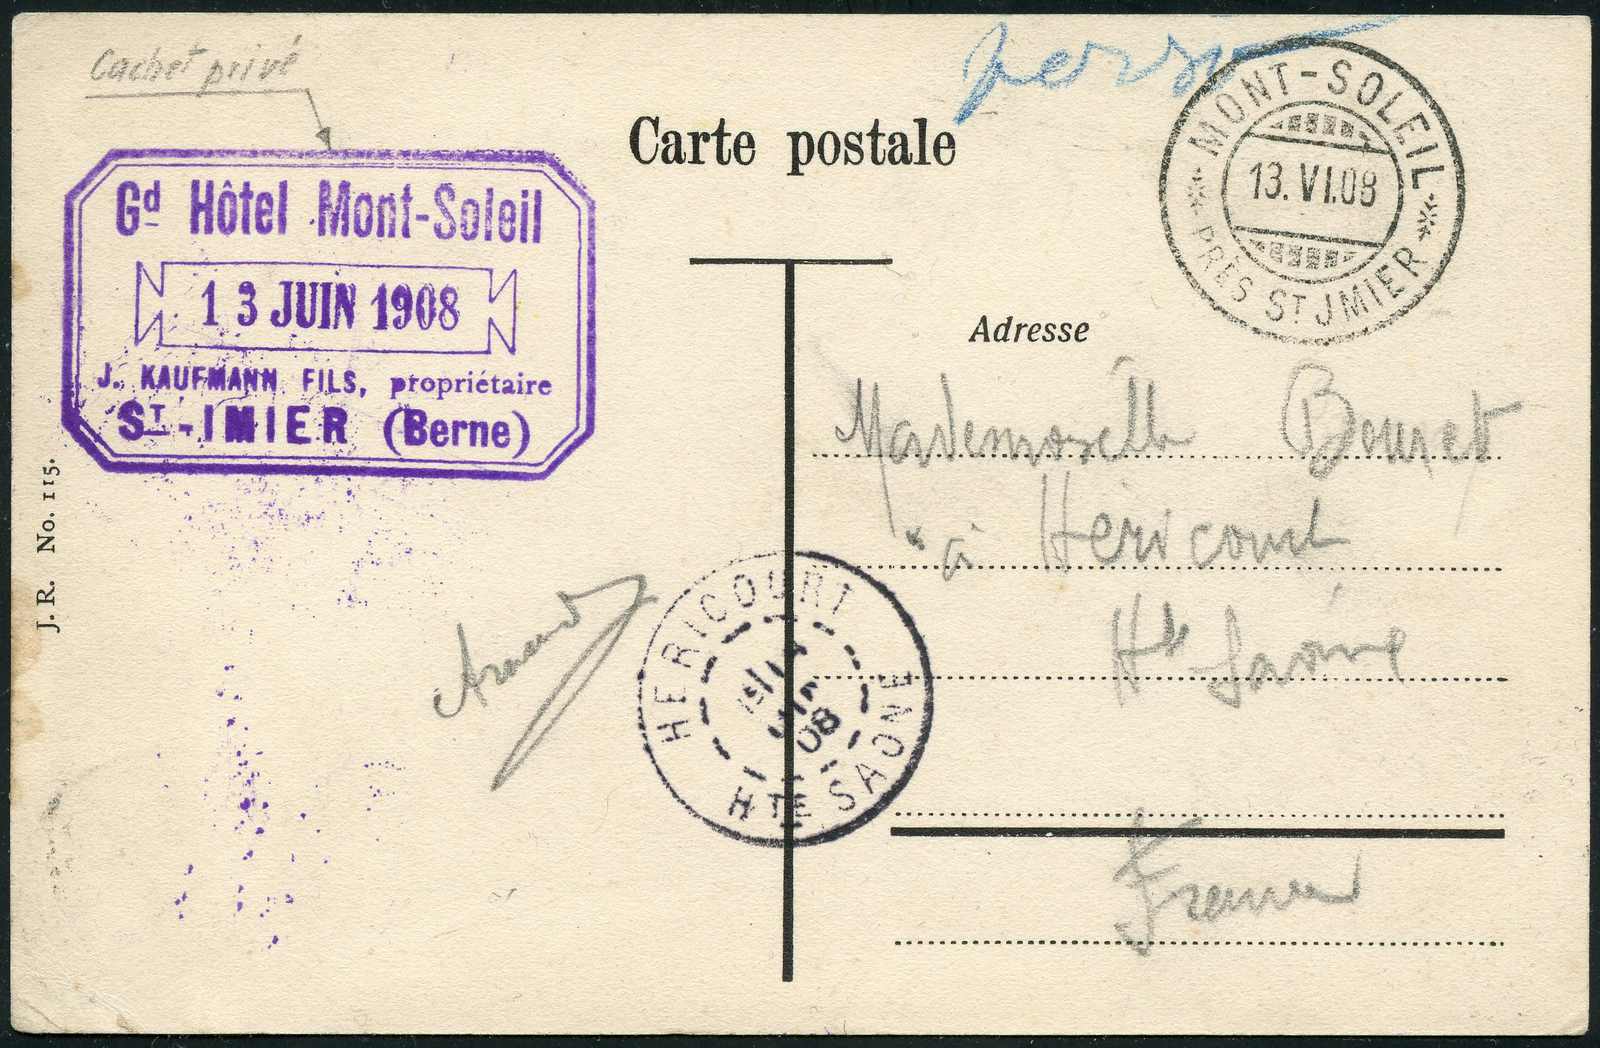 Cachet privé
Carte postale
MONT-SOLEIL
13.VI.08
PRÈS ST JMIER
Gd Hôtel Mont-Soleil
13 JUIN 1908
J. KAUFMANN FILS, propriétaire
ST-IMIER (Berne)
J. R. No. 115.
Adresse
Mademoiselle Bourret
à Héricourt
Hte Saône
France
HERICOURT
08
HTE SAONE